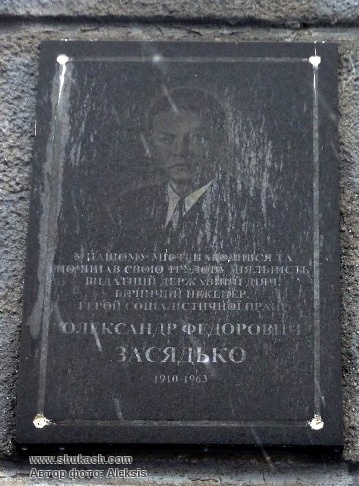 У НАШОМУ МІСТІ НАРОДИВСЯ ТА
ПОЧИНАВ СВОЮ ТРУДОВУ ДІЯЛЬНІСТЬ
ВИДАТНИЙ ДЕРЖАВНИЙ ДІЯЧ,
ГІРНИЧИЙ ІНЖЕНЕР,
ГЕРОЙ СОЦІАЛІСТИЧНОЇ ПРАЦІ
ОЛЕКСАНДР ФЕДОРОВИЧ
ЗАСЯДЬКО
1910-1963
www.shukach.com
Автор фото: Aleksis